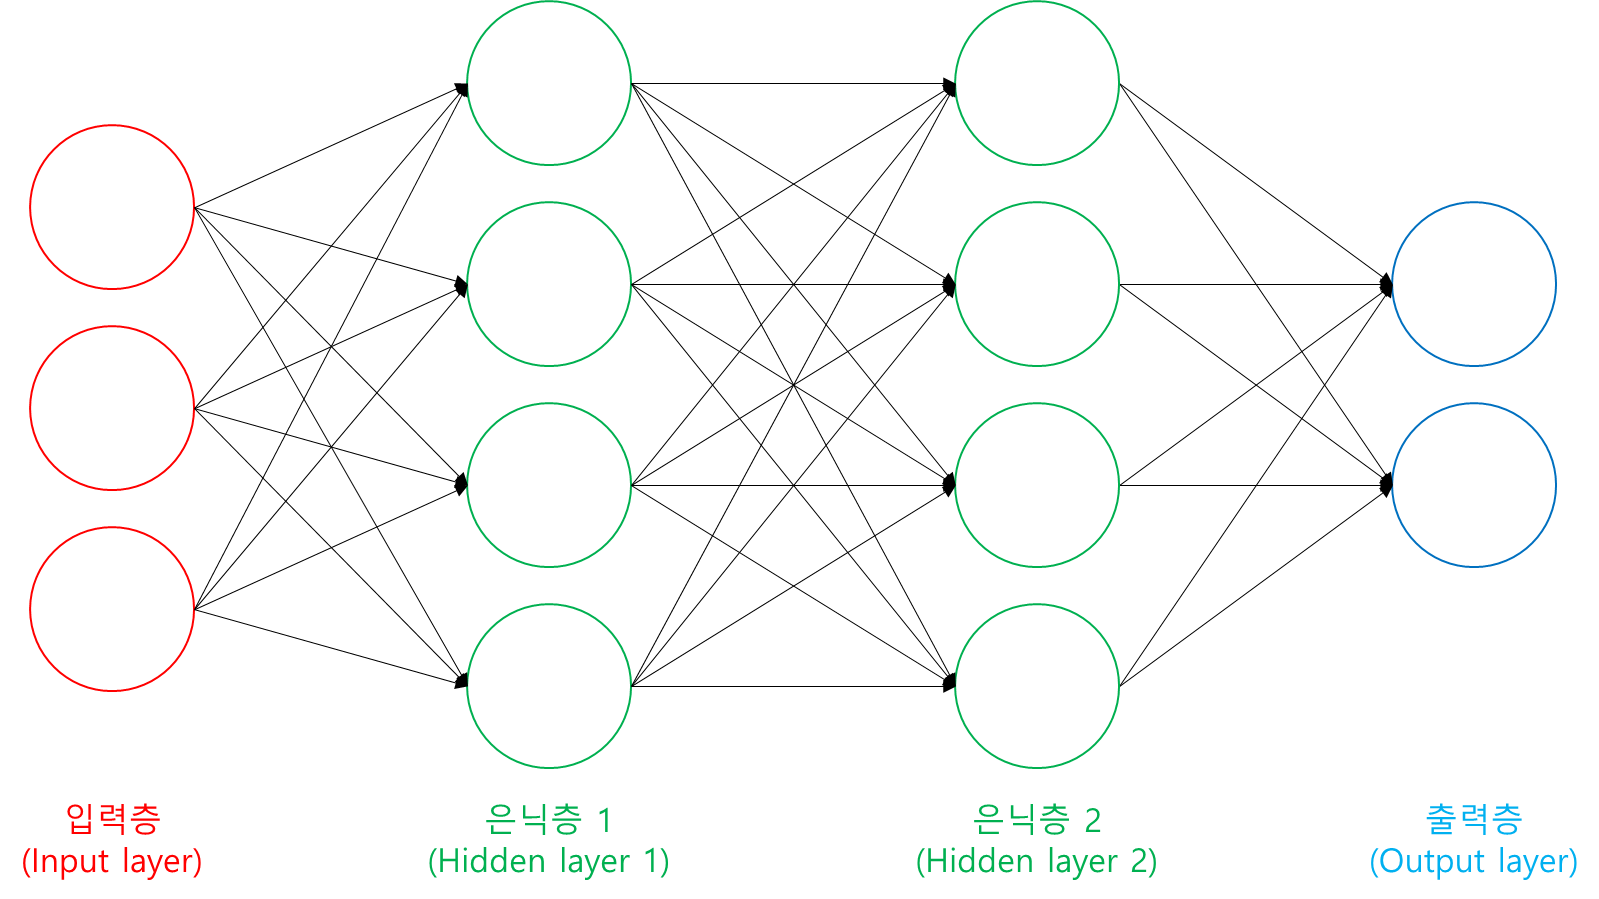 입력층
(Input layer)
은닉층 1
(Hidden layer 1)
은닉층 2
(Hidden layer 2)
출력층
(Output layer)